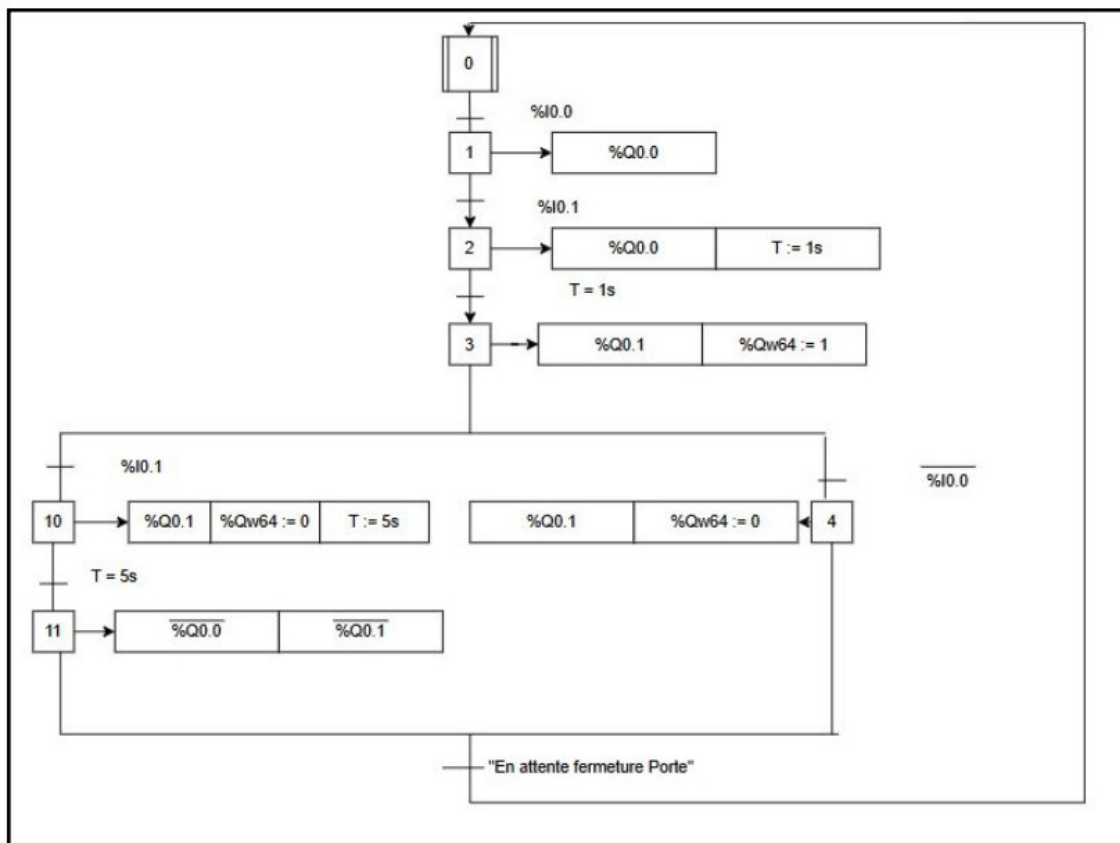 0
%I0.0
1 %Q0.0
%I0.1
2 %Q0.0 T := 1s
T = 1s
3 %Q0.1 %Qw64 := 1
%I0.1 %I0.0
10 %Q0.1 %Qw64 := 0 T := 5s %Q0.1 %Qw64 := 0 4
T = 5s
11 %Q0.0 %Q0.1
"En attente fermeture Porte"